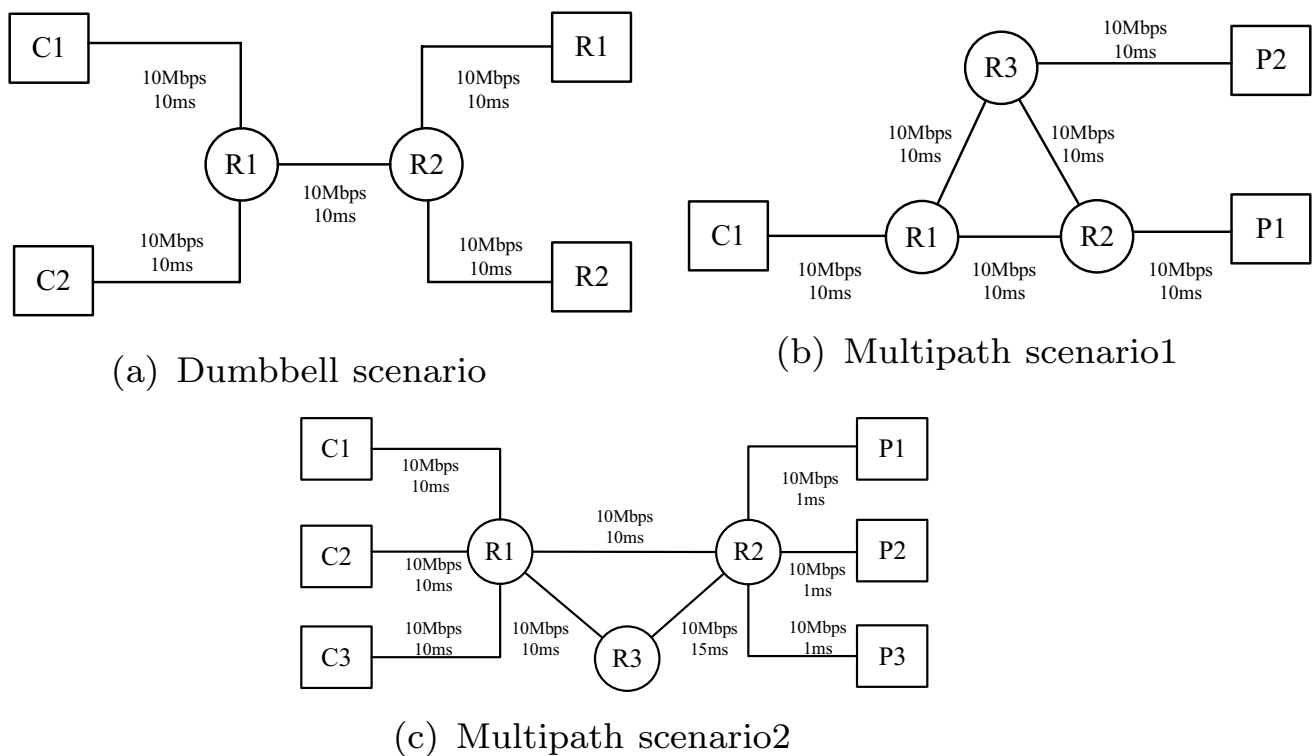 C1
10Mbps
10ms
R1
10Mbps
10ms
R2
10Mbps
10ms
R1
10Mbps
10ms
C2
10Mbps
10ms
R2
(a) Dumbbell scenario
R3
10Mbps
10ms
P2
10Mbps
10ms
10Mbps
10ms
C1
10Mbps
10ms
R1
10Mbps
10ms
R2
10Mbps
10ms
P1
(b) Multipath scenario1
C1
10Mbps
10ms
C2
10Mbps
10ms
C3
10Mbps
10ms
R1
10Mbps
10ms
R2
10Mbps
10ms
R3
10Mbps
15ms
10Mbps
1ms
P1
10Mbps
1ms
P2
10Mbps
1ms
P3
(c) Multipath scenario2